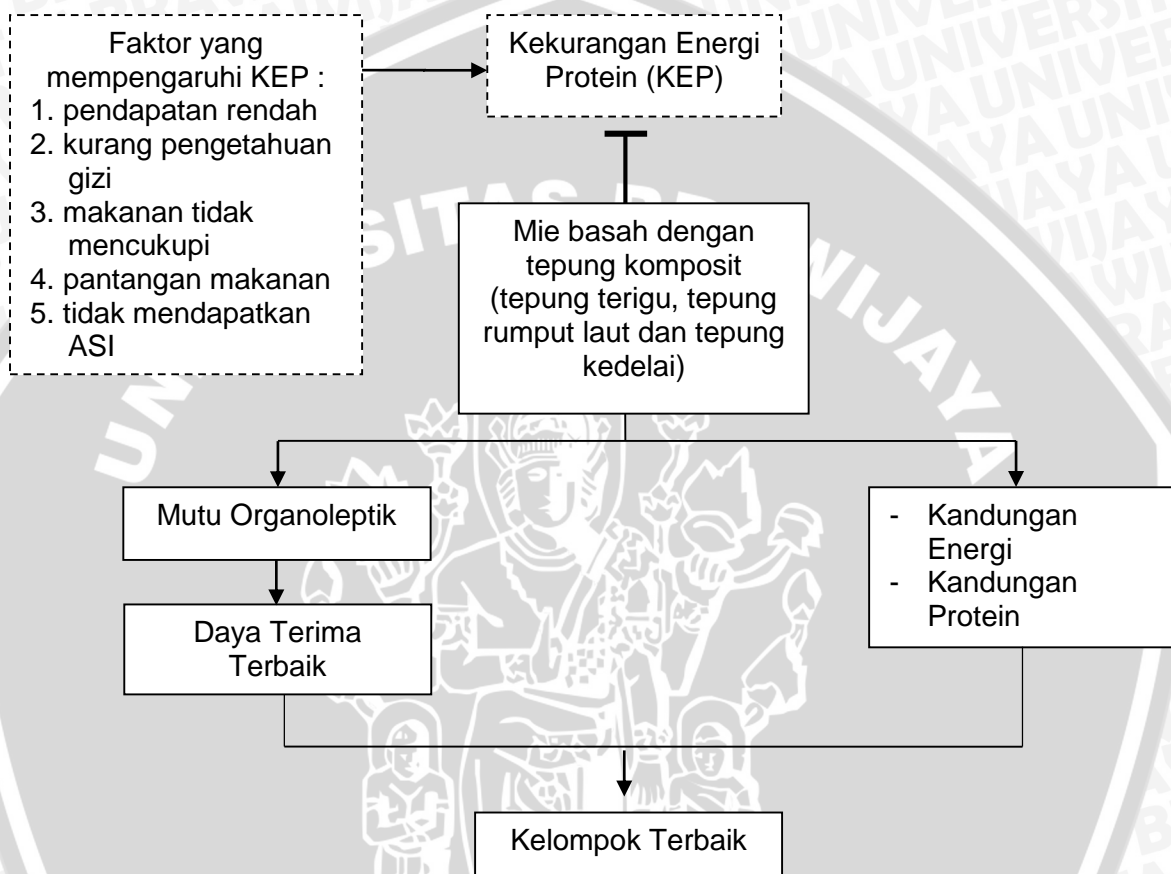 Faktor yang
mempengaruhi KEP :
1. pendapatan rendah
2. kurang pengetahuan
gizi
3. makanan tidak
mencukupi
4. pantangan makanan
5. tidak mendapatkan
ASI
Kekurangan Energi
Protein (KEP)
Mie basah dengan
tepung komposit
(tepung terigu, tepung
rumput laut dan tepung
kedelai)
Mutu Organoleptik
- Kandungan
Energi
- Kandungan
Protein
Daya Terima
Terbaik
Kelompok Terbaik